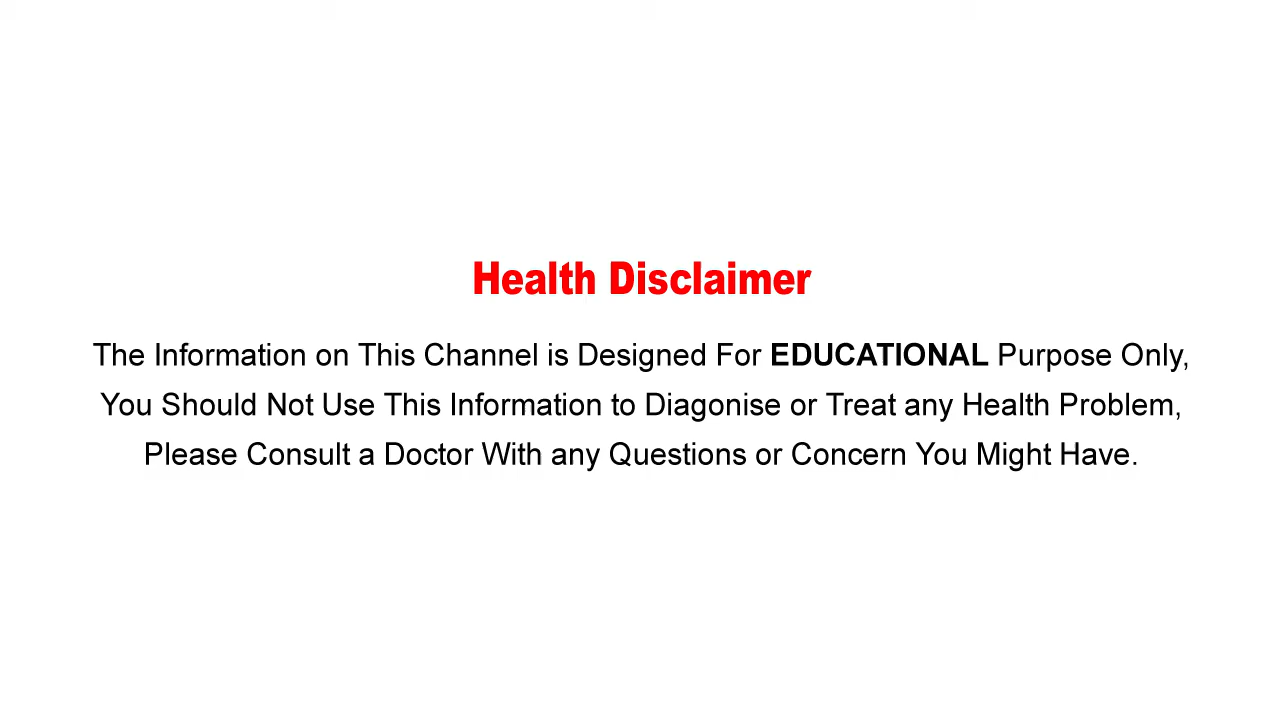 Health Disclaimer
The Information on This Channel is Designed For EDUCATIONAL Purpose Only,
You Should Not Use This Information to Diagonise or Treat any Health Problem,
Please Consult a Doctor With any Questions or Concern You Might Have.